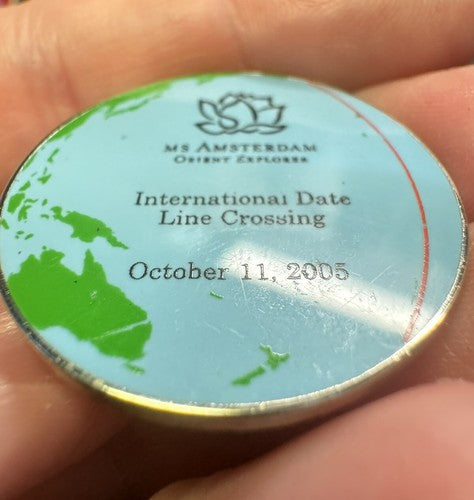 MS AMSTERDAM
ORIENT EXPLORER
International Date
Line Crossing
October 11, 2005